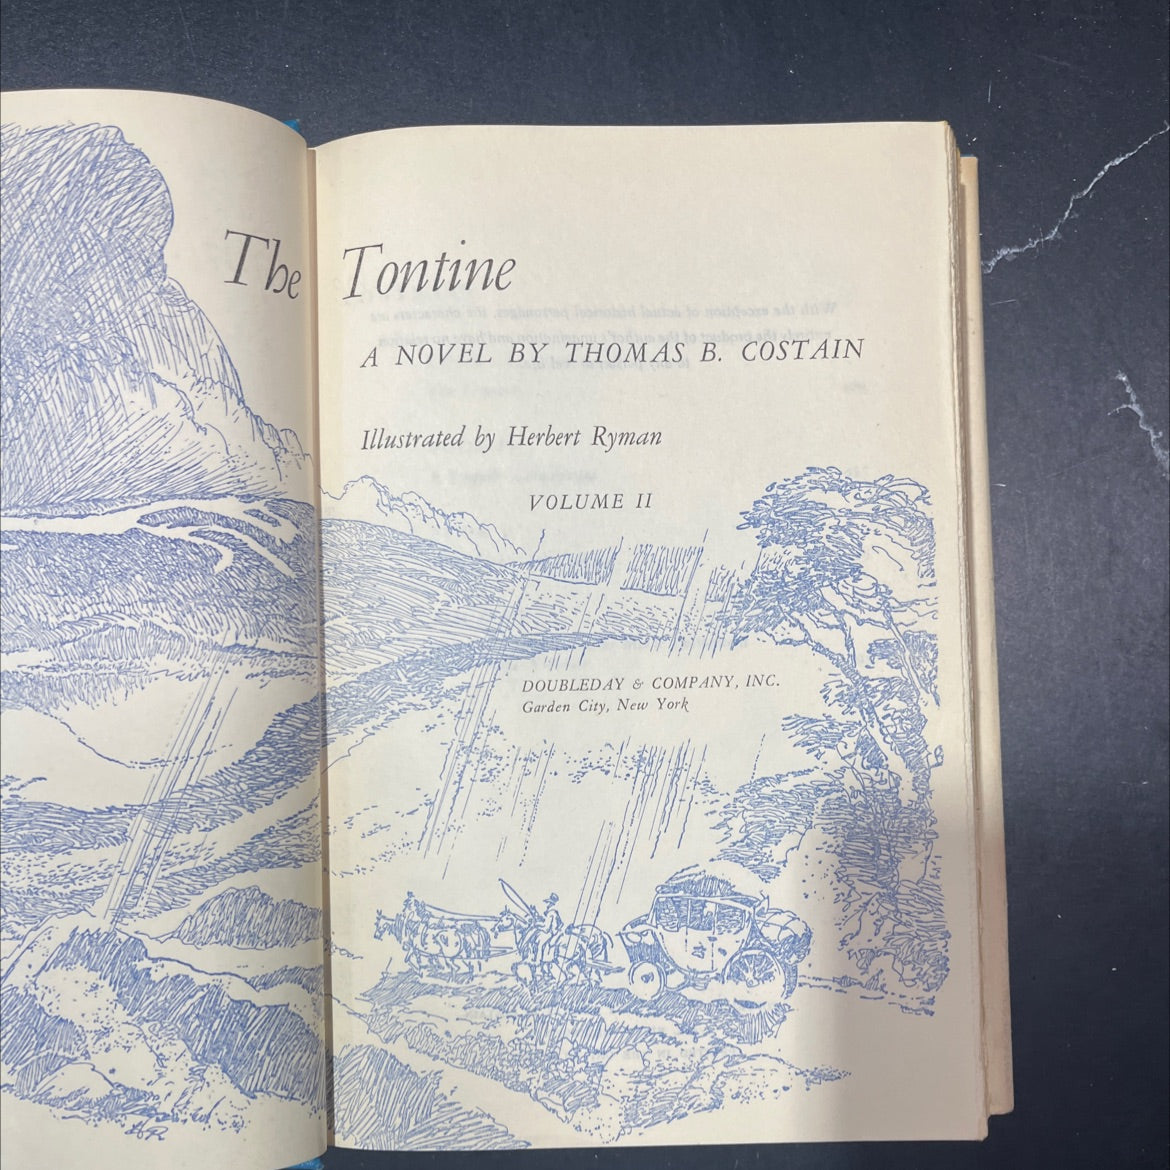 The Tontine
A NOVEL BY THOMAS B. COSTAIN
Illustrated by Herbert Ryman
VOLUME II
DOUBLEDAY & COMPANY, INC.
Garden City, New York
HR